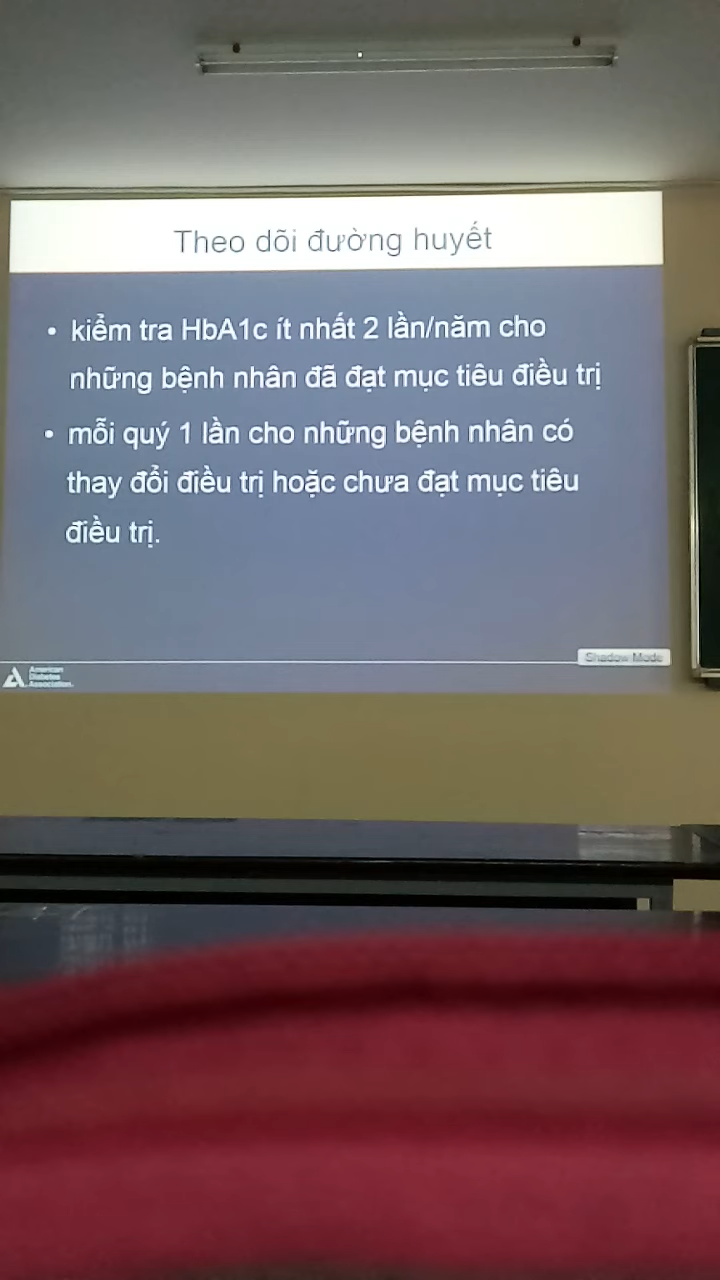 Theo dõi đường huyết
• kiểm tra HbA1c ít nhất 2 lần/năm cho
những bệnh nhân đã đạt mục tiêu điều trị
• mỗi quý 1 lần cho những bệnh nhân có
thay đổi điều trị hoặc chưa đạt mục tiêu
điều trị.
Shadow Mode
American
Diabetes
Association.